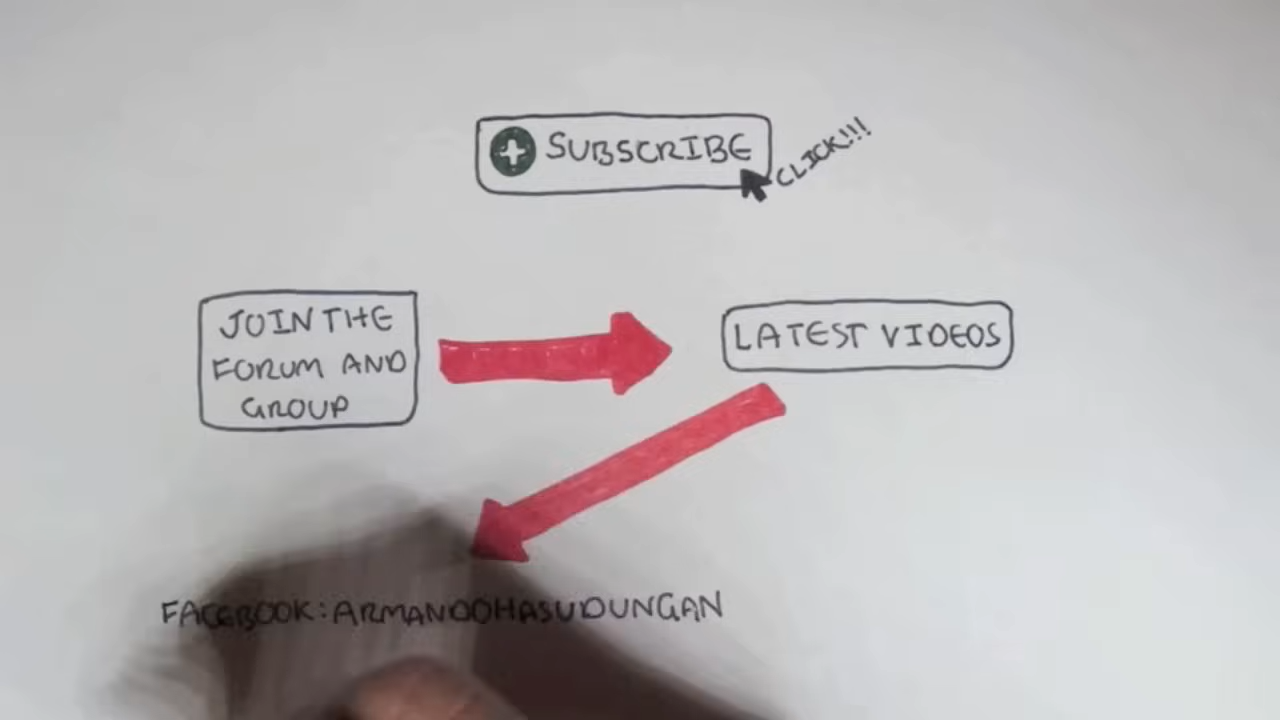 SUBSCRIBE
CLICK!!!
JOIN THE
FORUM AND
GROUP
LATEST VIDEOS
FACEBOOK: ARMANDOHASUDUNGAN